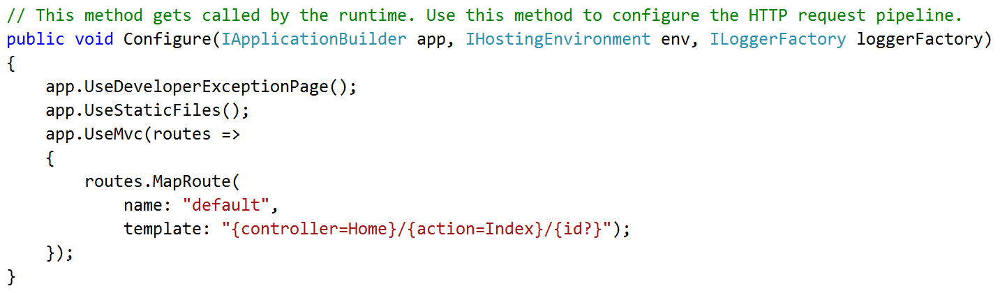 // This method gets called by the runtime. Use this method to configure the HTTP request pipeline.
public void Configure(IApplicationBuilder app, IHostingEnvironment env, ILoggerFactory loggerFactory)
{
    app.UseDeveloperExceptionPage();
    app.UseStaticFiles();
    app.UseMvc(routes =>
    {
        routes.MapRoute(
            name: "default",
            template: "{controller=Home}/{action=Index}/{id?}");
    });
}